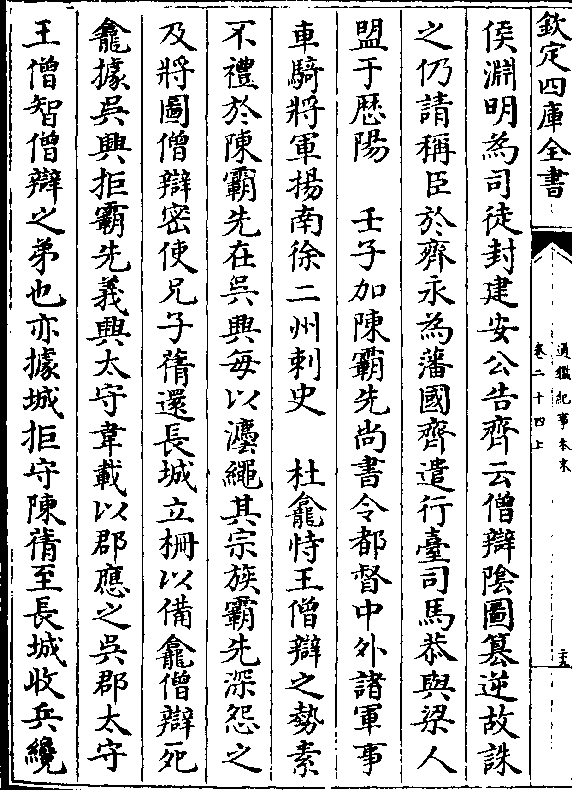 欽定四庫全書
通鑑紀事本末
卷二十四上
侯淵明為司徒封建安公告齊云僧辯陰圖篡逆故誅
之仍請稱臣於齊永為藩國齊遣行臺司馬恭與梁人
盟于歴陽　壬子加陳霸先尚書令都督中外諸軍事
車騎將軍揚南徐二州刺史　杜龕恃王僧辯之勢素
不禮於陳霸先在吳興每以灋繩其宗族霸先深怨之
及將圖僧辯密使兄子蒨還長城立柵以備龕僧辯死
龕據吳興拒霸先義興太守韋載以郡應之吳郡太守
王僧智僧辯之弟也亦據城拒守陳蒨至長城收兵纔